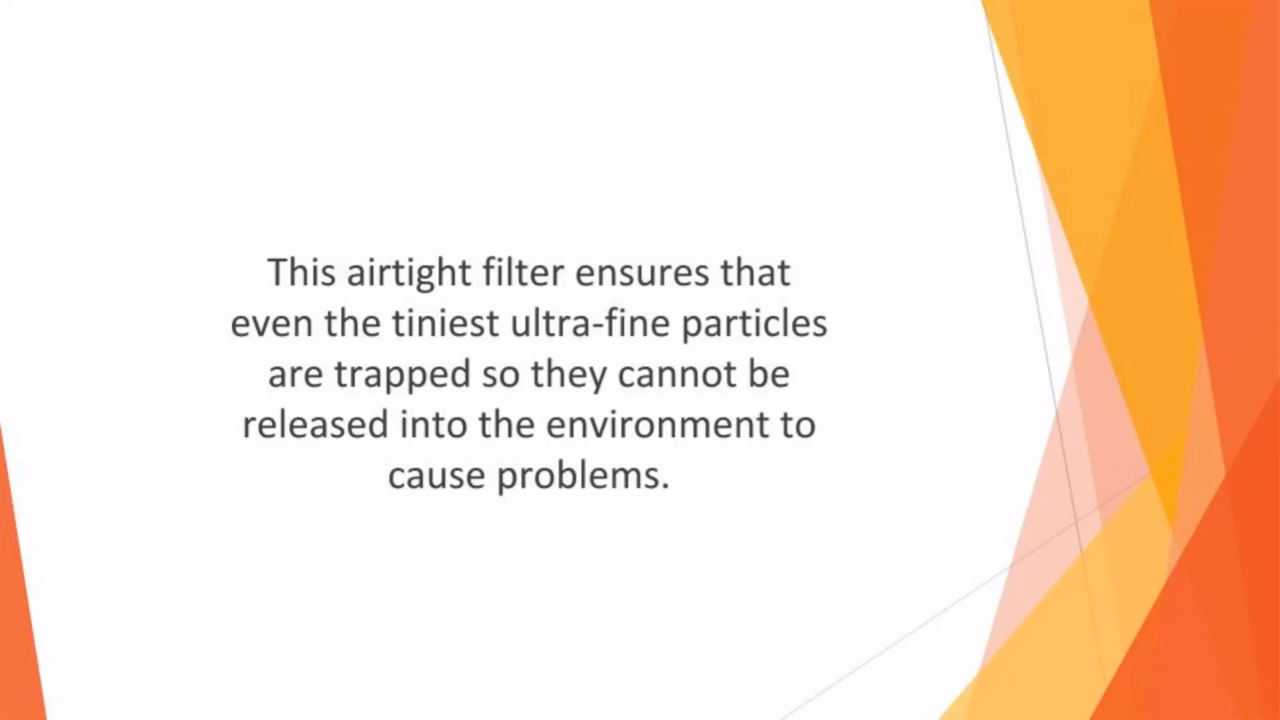 This airtight filter ensures that
even the tiniest ultra-fine particles
are trapped so they cannot be
released into the environment to
cause problems.